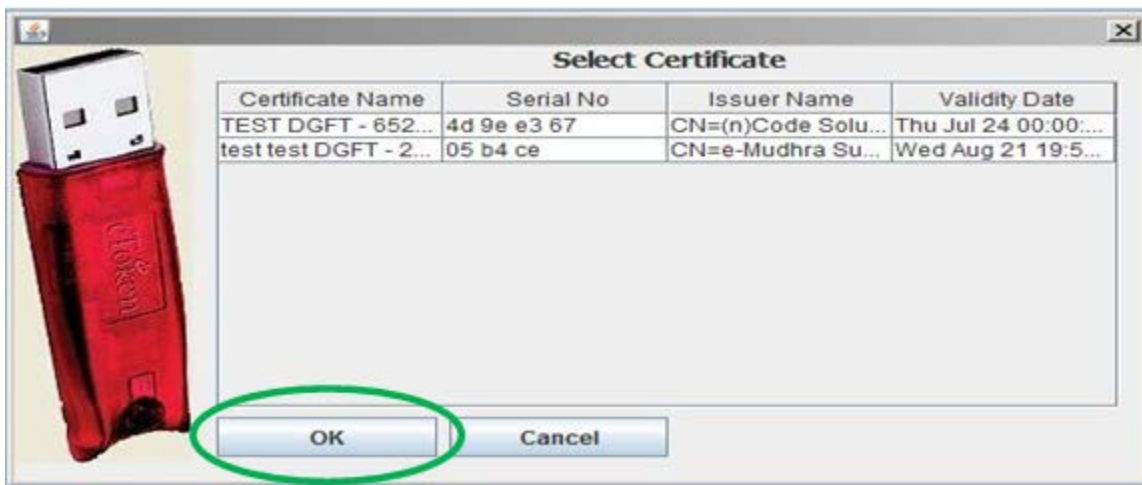 Select Certificate
Certificate Name Serial No Issuer Name Validity Date
TEST DGFT - 652... 4d 9e e3 67 CN=(n)Code Solu... Thu Jul 24 00:00:...
test test DGFT - 2... 05 b4 ce CN=e-Mudhra Su... Wed Aug 21 19:5...
eToken
OK Cancel